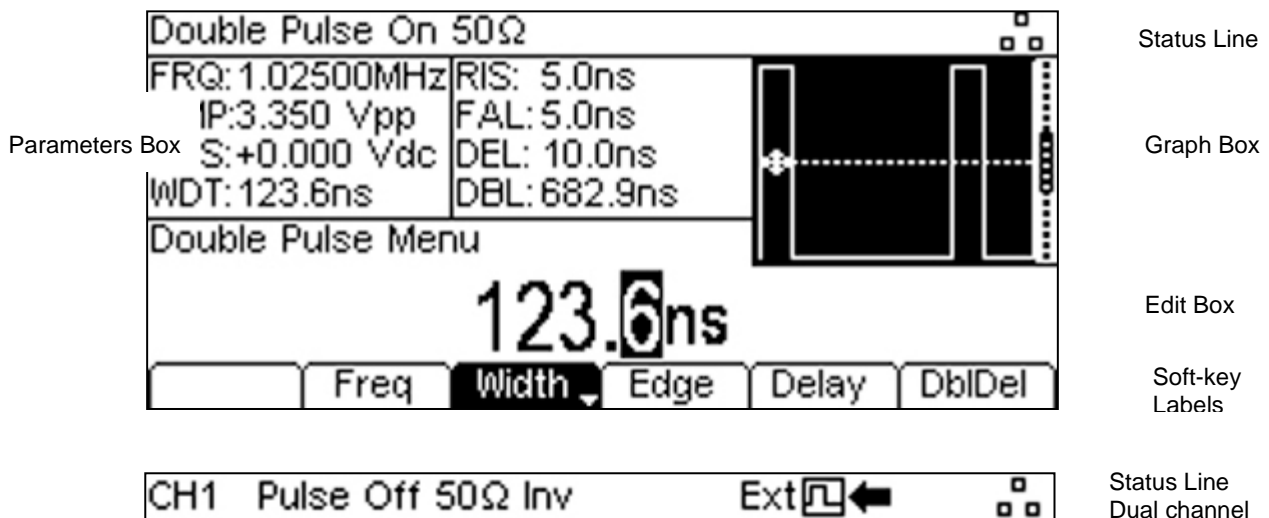 Double Pulse On 50Ω
Status Line
FRQ:1.02500MHz RIS: 5.0ns
MP:3.350 Vpp FAL:5.0ns
Parameters Box S:+0.000 Vdc DEL: 10.0ns
Graph Box
WDT:123.6ns DBL:682.9ns
Double Pulse Menu
123.6ns
Edit Box
Freq Width Edge Delay DblDel
Soft-key
Labels
CH1 Pulse Off 50Ω Inv Ext
Status Line
Dual channel